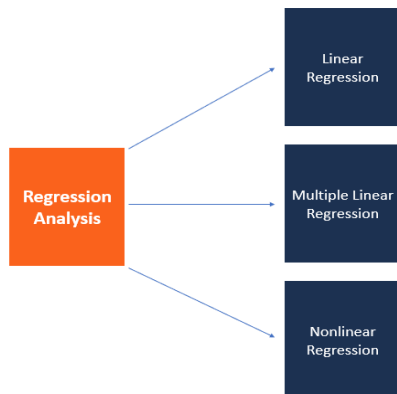 Linear
Regression
Regression
Analysis
Multiple Linear
Regression
Nonlinear
Regression